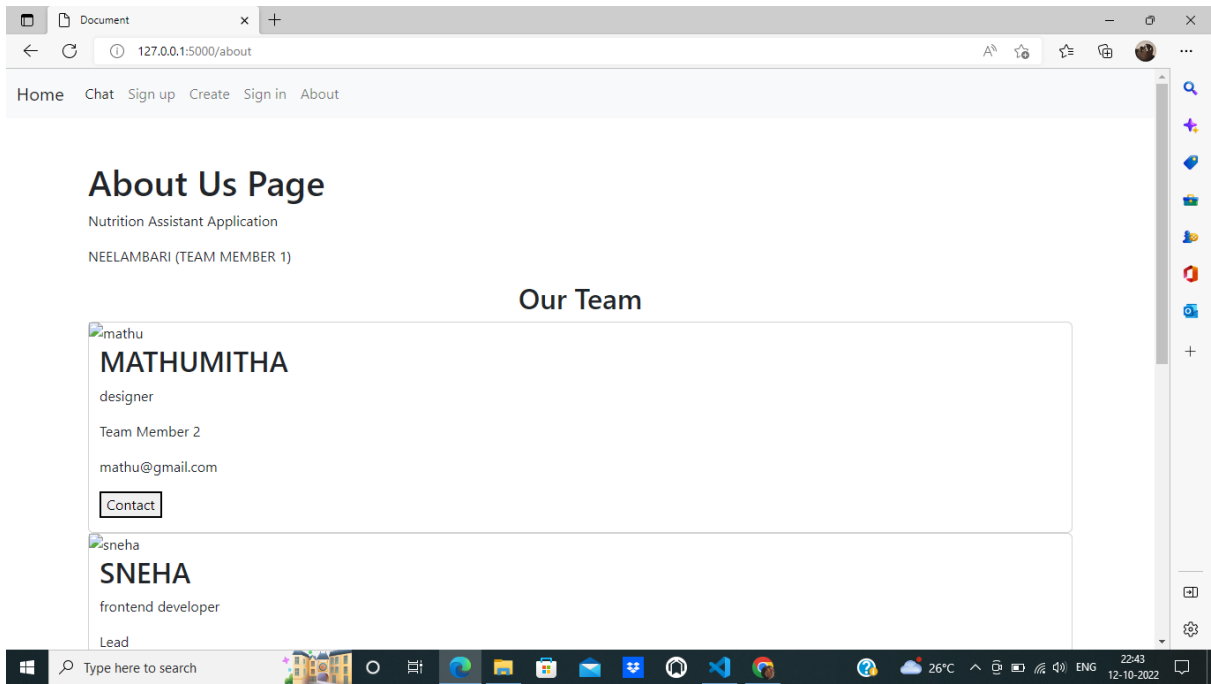 Document
127.0.0.1:5000/about
Home Chat Sign up Create Sign in About
About Us Page
Nutrition Assistant Application
NEELAMBARI (TEAM MEMBER 1)
Our Team
mathu
MATHUMITHA
designer
Team Member 2
mathu@gmail.com
Contact
sneha
SNEHA
frontend developer
Lead
Type here to search
26°C
ENG
22:43
12-10-2022